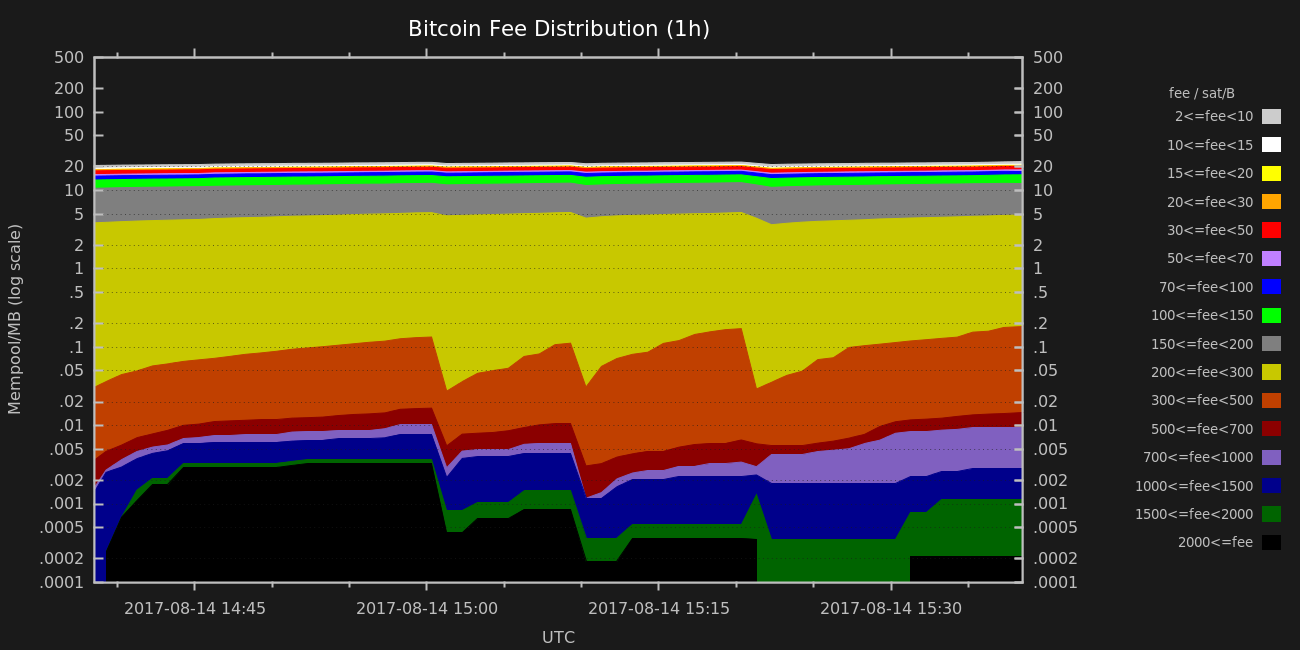 Bitcoin Fee Distribution (1h)
Mempool/MB (log scale)
500
200
100
50
20
10
5
2
1
.5
.2
.1
.05
.02
.01
.005
.002
.001
.0005
.0002
.0001
500
200
100
50
20
10
5
2
1
.5
.2
.1
.05
.02
.01
.005
.002
.001
.0005
.0002
.0001
2017-08-14 14:45
2017-08-14 15:00
2017-08-14 15:15
2017-08-14 15:30
UTC
fee / sat/B
2<=fee<10
10<=fee<15
15<=fee<20
20<=fee<30
30<=fee<50
50<=fee<70
70<=fee<100
100<=fee<150
150<=fee<200
200<=fee<300
300<=fee<500
500<=fee<700
700<=fee<1000
1000<=fee<1500
1500<=fee<2000
2000<=fee